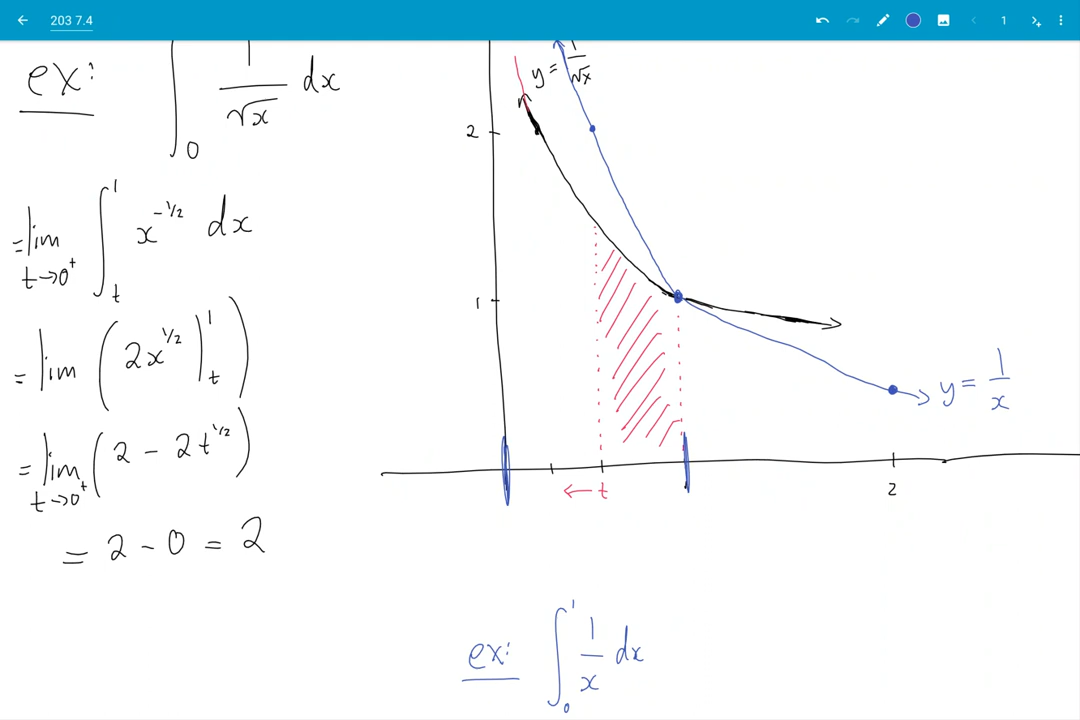 203 7.4
1
ex: ∫₀ 1/√x dx
= lim t→0⁺ ∫ₜ¹ x^(-1/2) dx
= lim (2x^(1/2) |ₜ¹)
= lim t→0⁺ (2 - 2t^(1/2))
= 2 - 0 = 2
y = 1/√x
2
1
y = 1/x
← t
2
ex: ∫₀¹ 1/x dx